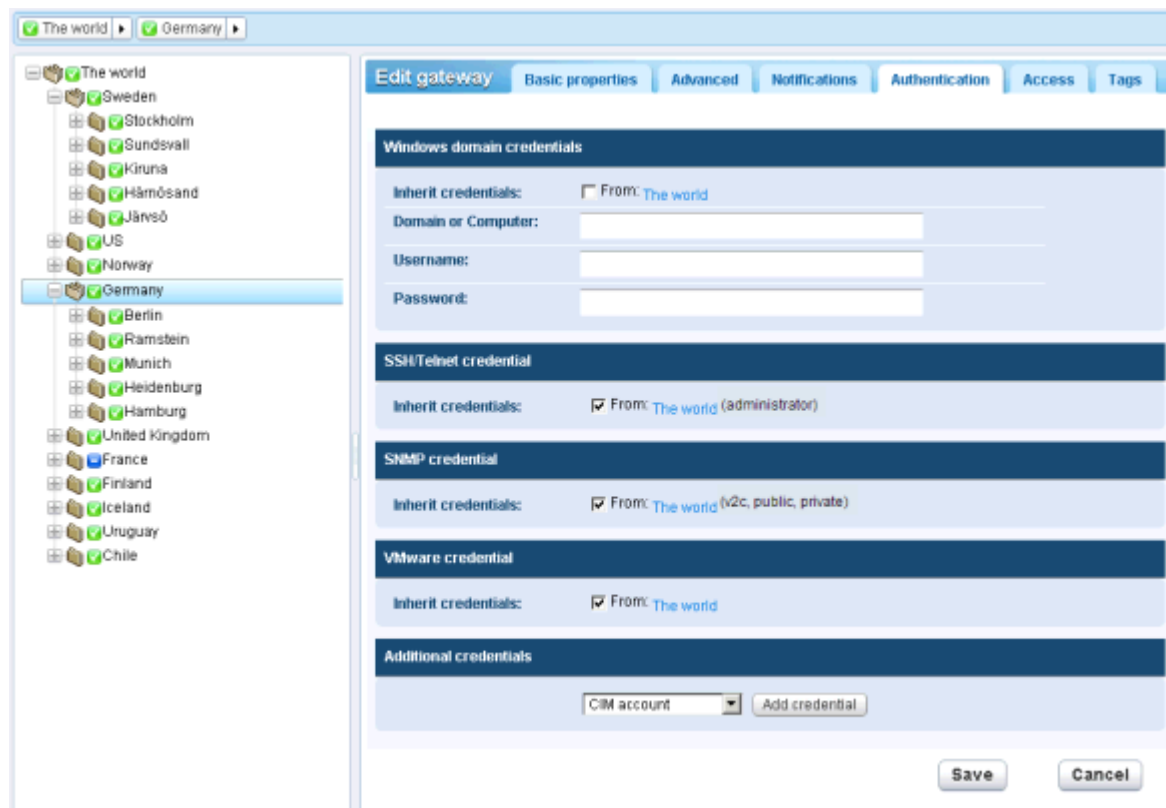 The world Germany
The world
Sweden
Stockholm
Sundsvall
Kiruna
Härnösand
Järvsö
US
Norway
Germany
Berlin
Ramstein
Munich
Heidenburg
Hamburg
United Kingdom
France
Finland
Iceland
Uruguay
Chile
Edit gateway Basic properties Advanced Notifications Authentication Access Tags
Windows domain credentials
Inherit credentials: From: The world
Domain or Computer:
Username:
Password:
SSH/Telnet credential
Inherit credentials: From: The world (administrator)
SNMP credential
Inherit credentials: From: The world (v2c, public, private)
VMware credential
Inherit credentials: From: The world
Additional credentials
CIM account Add credential
Save Cancel